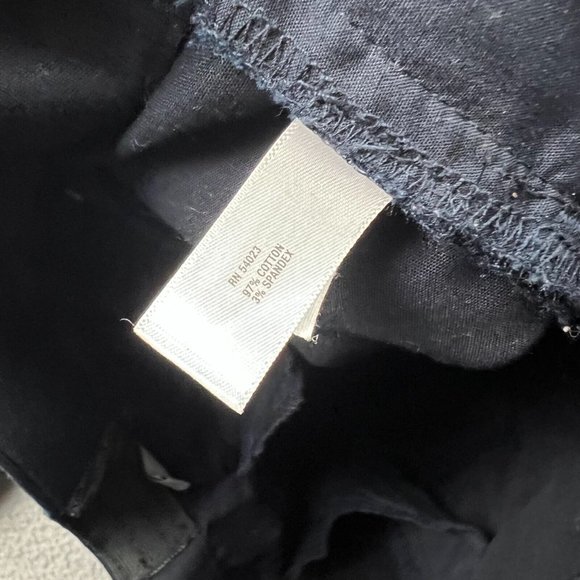 RN 54023
97% COTTON
3% SPANDEX